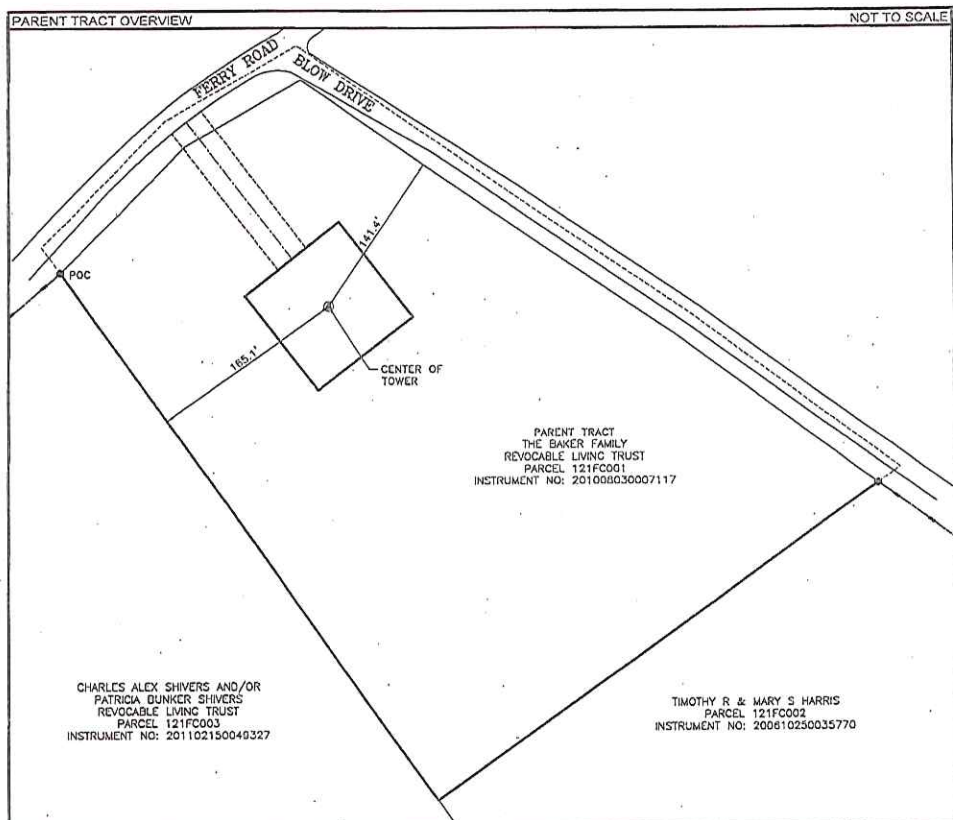 PARENT TRACT OVERVIEW
NOT TO SCALE
FERRY ROAD
BLOW DRIVE
POC
141.4'
165.1'
CENTER OF
TOWER
PARENT TRACT
THE BAKER FAMILY
REVOCABLE LIVING TRUST
PARCEL 121FC001
INSTRUMENT NO: 201008030007117
CHARLES ALEX SHIVERS AND/OR
PATRICIA BUNKER SHIVERS
REVOCABLE LIVING TRUST
PARCEL 121FC003
INSTRUMENT NO: 201102150040327
TIMOTHY R & MARY S HARRIS
PARCEL 121FC002
INSTRUMENT NO: 200610250035770